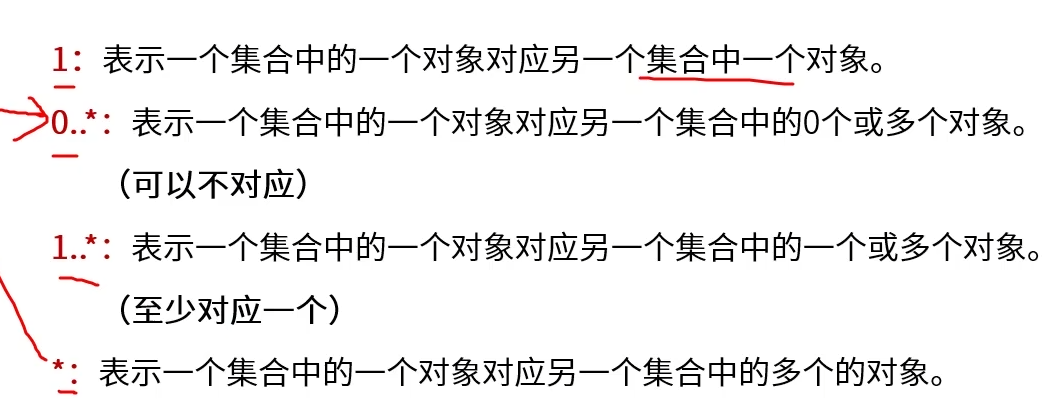 1：表示一个集合中的一个对象对应另一个集合中一个对象。
0..*：表示一个集合中的一个对象对应另一个集合中的0个或多个对象。
（可以不对应）
1..*：表示一个集合中的一个对象对应另一个集合中的一个或多个对象。
（至少对应一个）
*：表示一个集合中的一个对象对应另一个集合中的多个的对象。